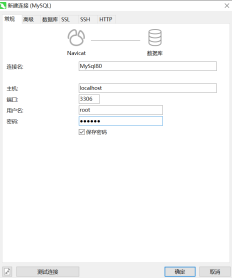 新建连接 (MySQL)
常规 高级 数据库 SSL SSH HTTP
Navicat 数据库
连接名: MySql80
主机: localhost
端口: 3306
用户名: root
密码: ●●●●●●
保存密码
测试连接 确定 取消